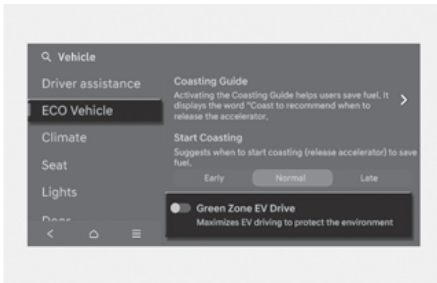 Vehicle
Driver assistance
ECO Vehicle
Climate
Seat
Lights
Door
Coasting Guide
Activating the Coasting Guide helps users save fuel. It
displays the word "Coast to recommend when to
release the accelerator.
Start Coasting
Suggests when to start coasting (release accelerator) to save
fuel.
Early Normal Late
Green Zone EV Drive
Maximizes EV driving to protect the environment